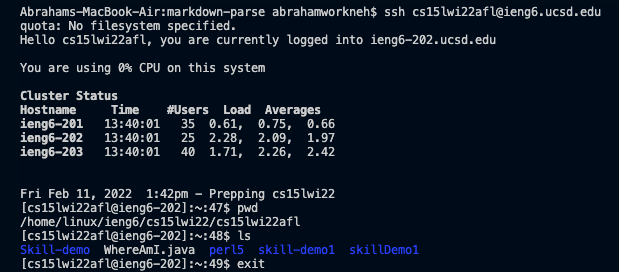 Abrahams-MacBook-Air:markdown-parse abrahamworkneh$ ssh cs15lwi22afl@ieng6.ucsd.edu
quota: No filesystem specified.
Hello cs15lwi22afl, you are currently logged into ieng6-202.ucsd.edu
You are using 0% CPU on this system
Cluster Status
Hostname     Time    #Users  Load  Averages
ieng6-201   13:40:01   35  0.61,  0.75,  0.66
ieng6-202   13:40:01   25  2.28,  2.09,  1.97
ieng6-203   13:40:01   40  1.71,  2.26,  2.42
Fri Feb 11, 2022  1:42pm - Prepping cs15lwi22
[cs15lwi22afl@ieng6-202]:~:47$ pwd
/home/linux/ieng6/cs15lwi22/cs15lwi22afl
[cs15lwi22afl@ieng6-202]:~:48$ ls
Skill-demo  WhereAmI.java  perl5  skill-demo1  skillDemo1
[cs15lwi22afl@ieng6-202]:~:49$ exit